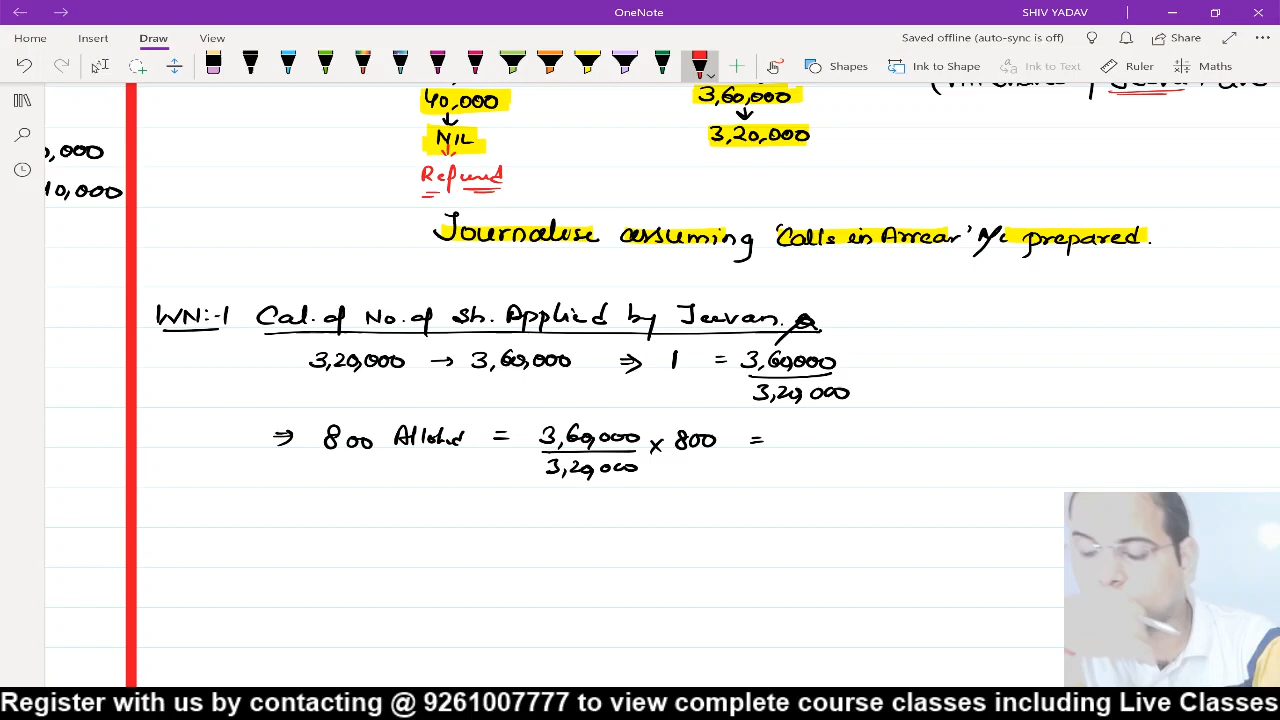 OneNote
SHIV YADAV
Home Insert Draw View
Saved offline (auto-sync is off) Share
Shapes Ink to Shape Ink to Text Ruler Maths
40,000 3,60,000
NIL 3,20,000
,000
Refund
10,000
Journalise assuming 'Calls in Arrear' A/c prepared.
WN:-1 Cal. of No. of Sh. Applied by Jeevan.
3,20,000 → 3,60,000 ⇒ 1 = 3,60,000
3,20,000
⇒ 800 Allotted = 3,60,000 × 800 =
3,20,000
Register with us by contacting @ 9261007777 to view complete course classes including Live Classes